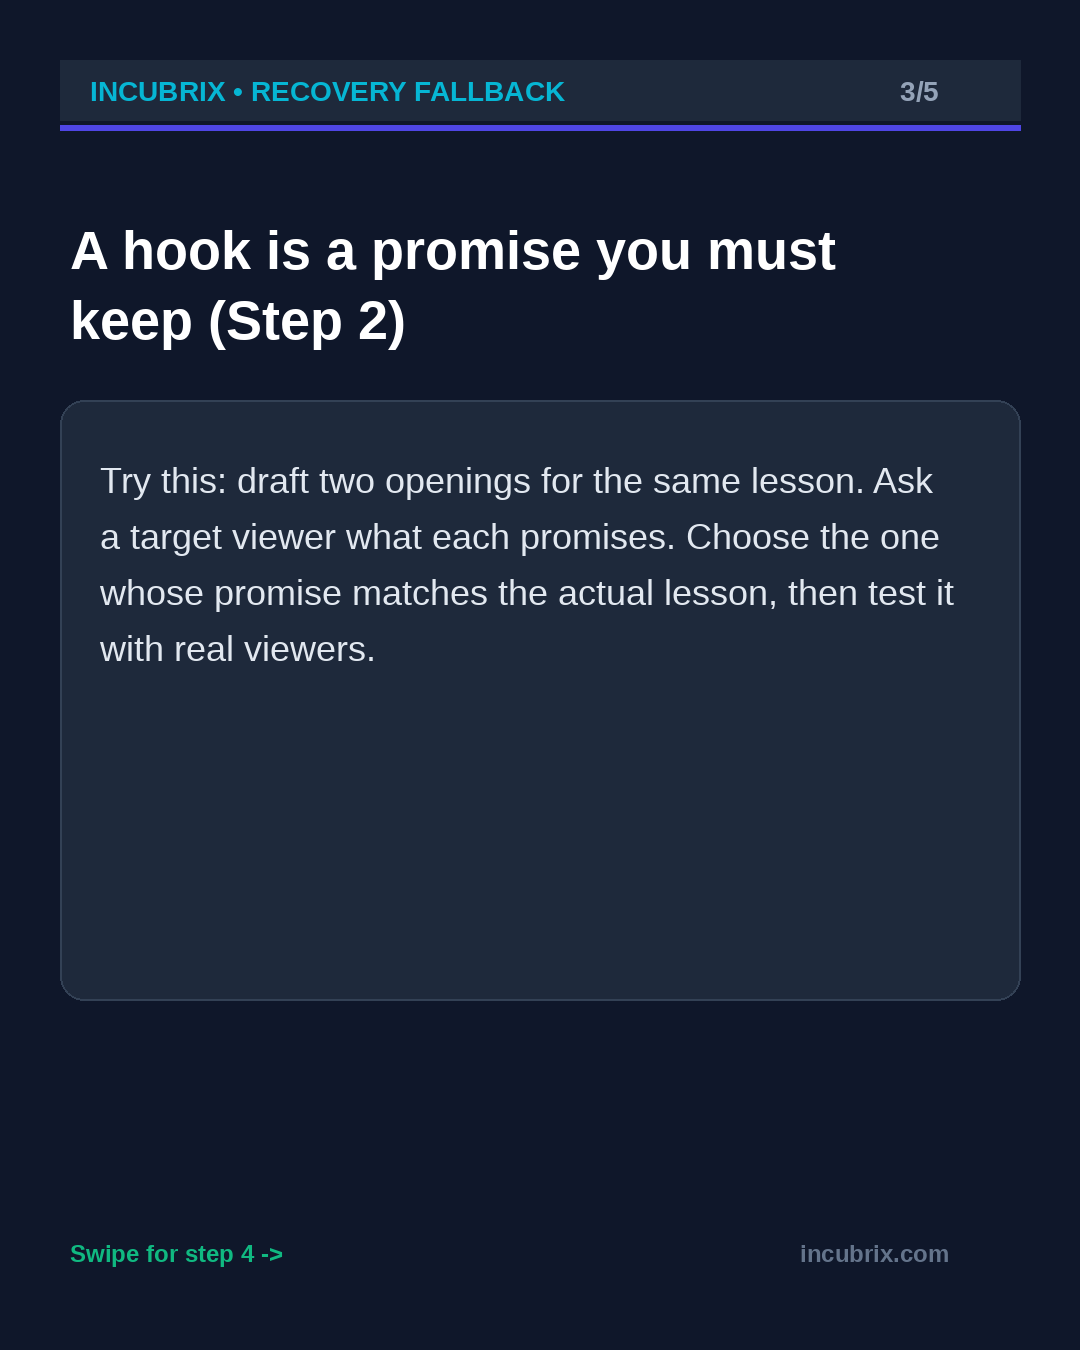 INCUBRIX • RECOVERY FALLBACK 3/5
A hook is a promise you must
keep (Step 2)
Try this: draft two openings for the same lesson. Ask
a target viewer what each promises. Choose the one
whose promise matches the actual lesson, then test it
with real viewers.
Swipe for step 4 -> incubrix.com